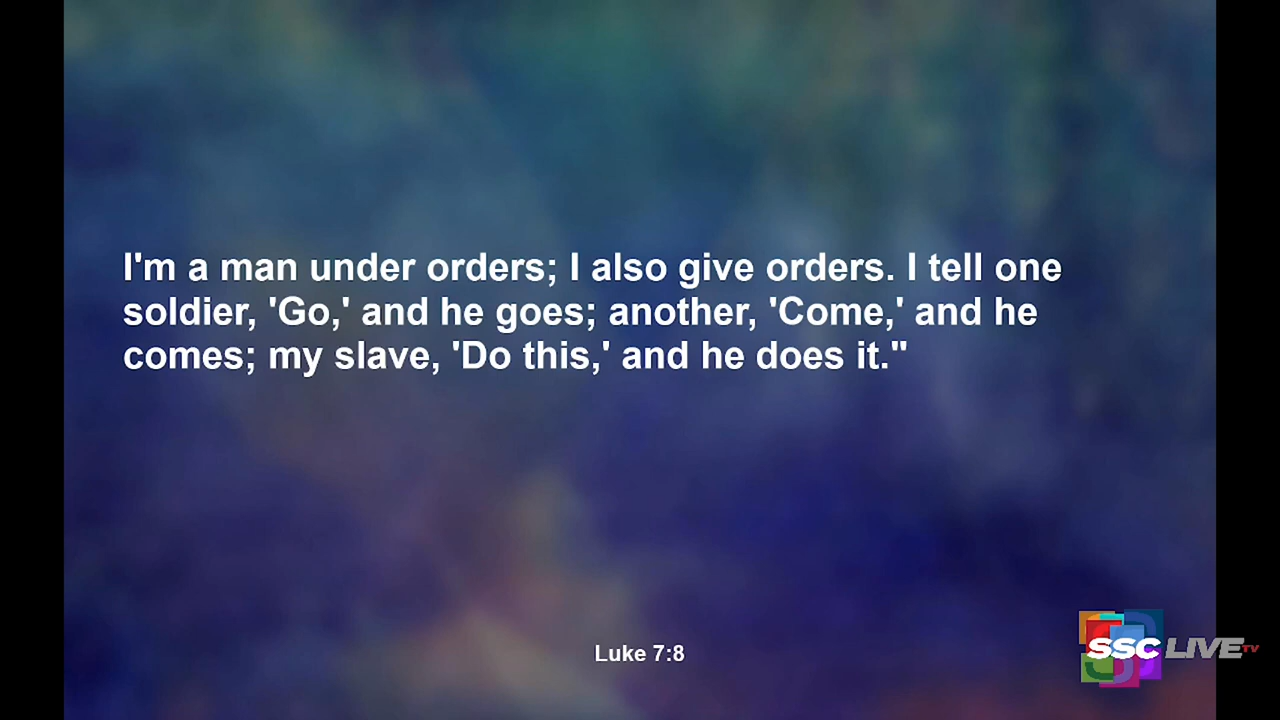 I'm a man under orders; I also give orders. I tell one
soldier, 'Go,' and he goes; another, 'Come,' and he
comes; my slave, 'Do this,' and he does it."
Luke 7:8
SSC LIVE TV